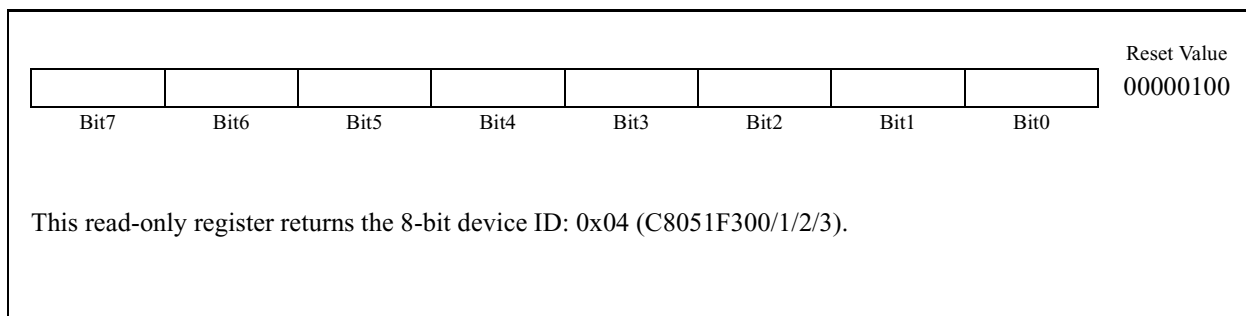 Reset Value
00000100
Bit7 Bit6 Bit5 Bit4 Bit3 Bit2 Bit1 Bit0
This read-only register returns the 8-bit device ID: 0x04 (C8051F300/1/2/3).